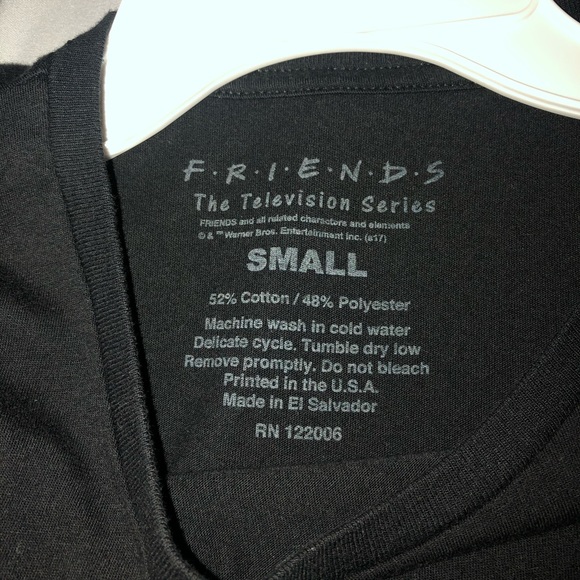 F·R·I·E·N·D·S
The Television Series
FRIENDS and all related characters and elements
© & ™ Warner Bros. Entertainment Inc. (s17)
SMALL
52% Cotton / 48% Polyester
Machine wash in cold water
Delicate cycle. Tumble dry low
Remove promptly. Do not bleach
Printed in the U.S.A.
Made in El Salvador
RN 122006